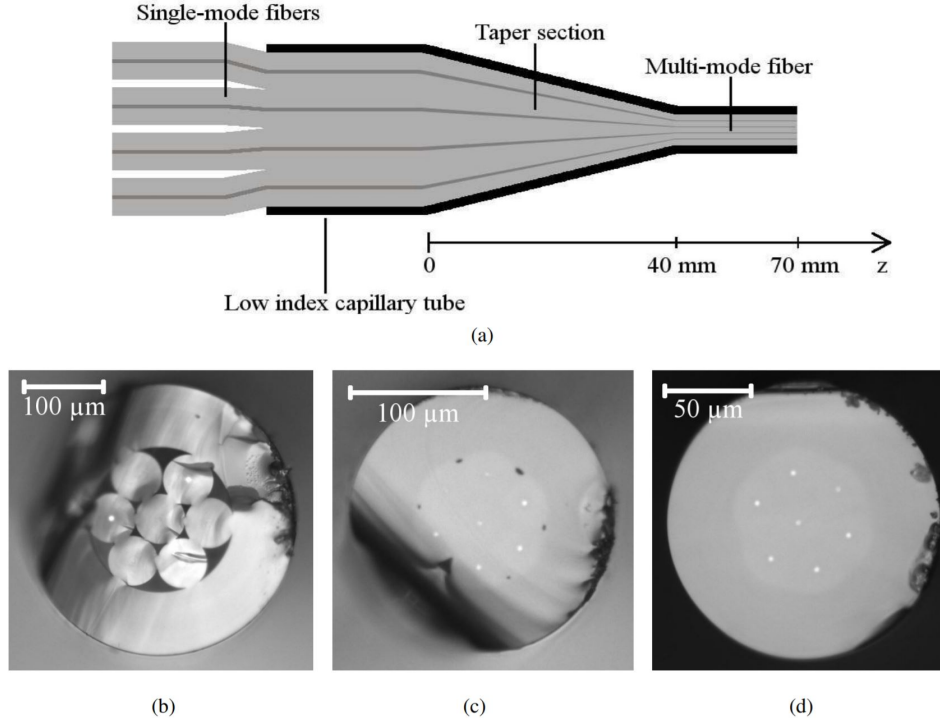 Single-mode fibers
Taper section
Multi-mode fiber
0
40 mm
70 mm
z
Low index capillary tube
(a)
100 µm
100 µm
50 µm
(b)
(c)
(d)